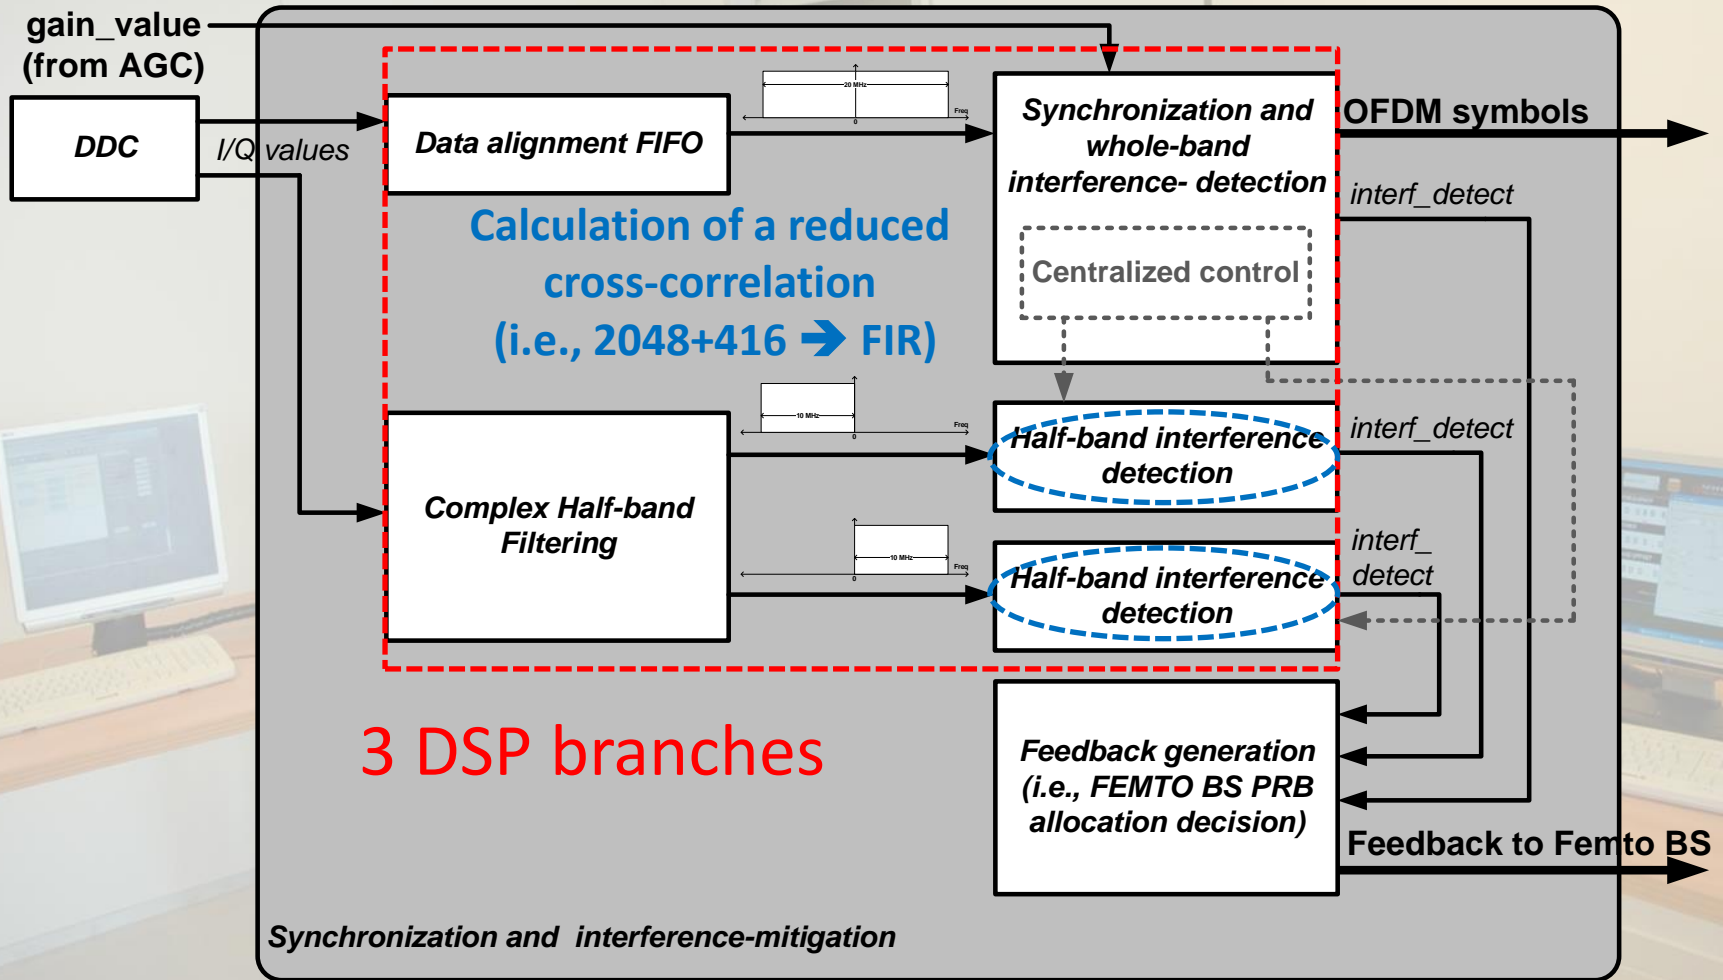 gain_value
(from AGC)
DDC
I/Q values
Data alignment FIFO
20 MHz
Freq
0
Synchronization and
whole-band
interference- detection
Centralized control
OFDM symbols
interf_detect
Calculation of a reduced
cross-correlation
(i.e., 2048+416 ➔ FIR)
Complex Half-band
Filtering
10 MHz
Freq
0
Half-band interference
detection
interf_detect
10 MHz
Freq
0
Half-band interference
detection
interf_
detect
3 DSP branches
Feedback generation
(i.e., FEMTO BS PRB
allocation decision)
Feedback to Femto BS
Synchronization and interference-mitigation